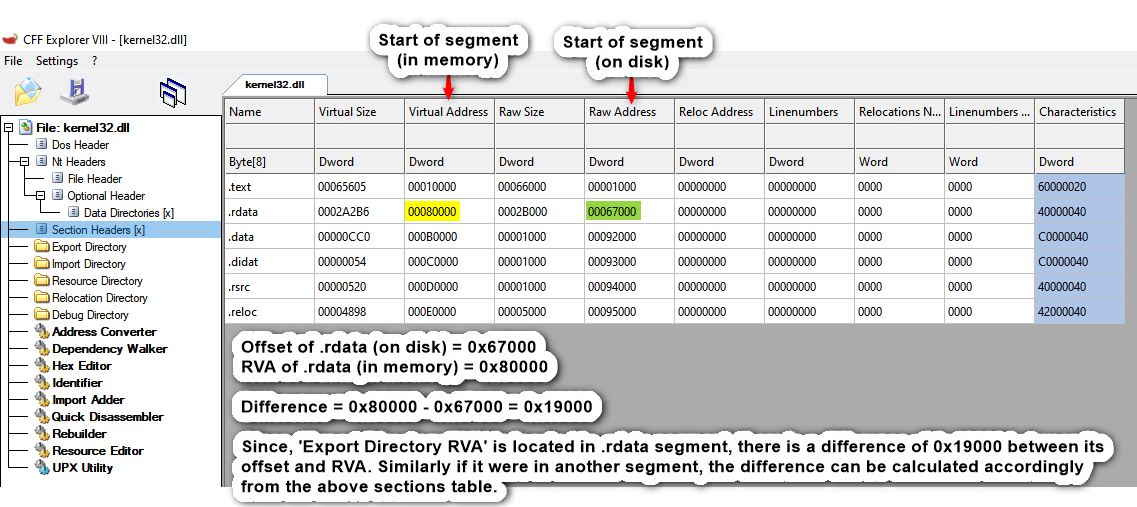 Start of segment
(in memory)
Start of segment
(on disk)
CFF Explorer VIII - [kernel32.dll]
File Settings ?
kernel32.dll
File: kernel32.dll
Dos Header
Nt Headers
File Header
Optional Header
Data Directories [x]
Section Headers [x]
Export Directory
Import Directory
Resource Directory
Relocation Directory
Debug Directory
Address Converter
Dependency Walker
Hex Editor
Identifier
Import Adder
Quick Disassembler
Rebuilder
Resource Editor
UPX Utility
Name Virtual Size Virtual Address Raw Size Raw Address Reloc Address Linenumbers Relocations N... Linenumbers ... Characteristics
Byte[8] Dword Dword Dword Dword Dword Dword Word Word Dword
.text 00065605 00010000 00066000 00001000 00000000 00000000 0000 0000 60000020
.rdata 0002A2B6 00080000 0002B000 00067000 00000000 00000000 0000 0000 40000040
.data 00000CC0 000B0000 00001000 00092000 00000000 00000000 0000 0000 C0000040
.didat 00000054 000C0000 00001000 00093000 00000000 00000000 0000 0000 C0000040
.rsrc 00000520 000D0000 00001000 00094000 00000000 00000000 0000 0000 40000040
.reloc 00004898 000E0000 00005000 00095000 00000000 00000000 0000 0000 42000040
Offset of .rdata (on disk) = 0x67000
RVA of .rdata (in memory) = 0x80000
Difference = 0x80000 - 0x67000 = 0x19000
Since, 'Export Directory RVA' is located in .rdata segment, there is a difference of 0x19000 between its
offset and RVA. Similarly if it were in another segment, the difference can be calculated accordingly
from the above sections table.